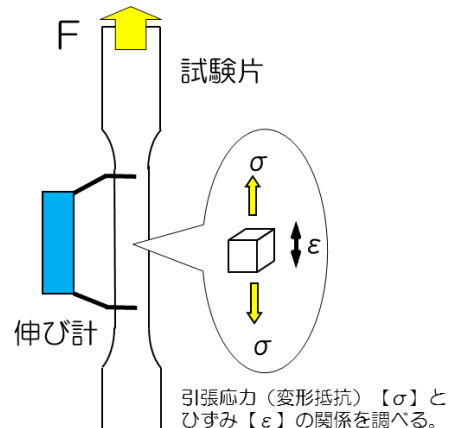 F
試験片
σ
ε
σ
伸び計
引張応力（変形抵抗）【σ】と
ひずみ【ε】の関係を調べる。